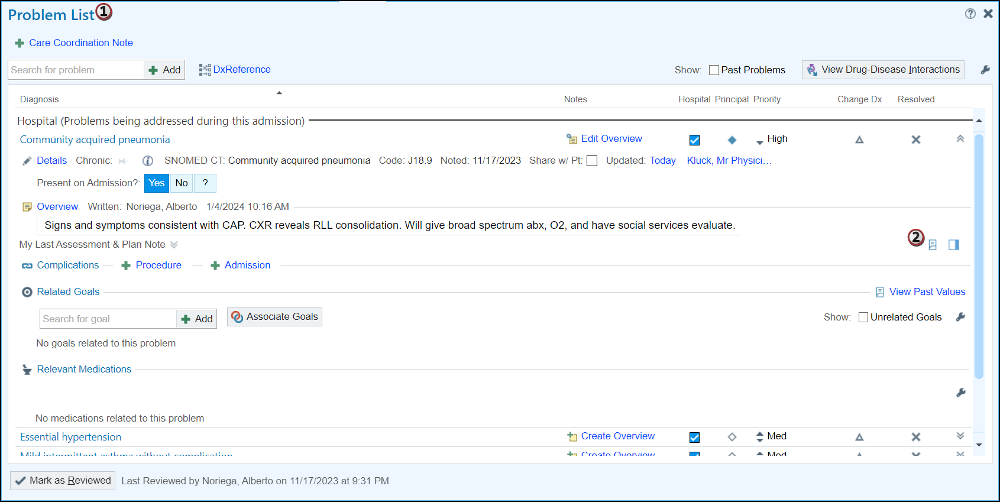 Problem List 1
Care Coordination Note
Search for problem Add DxReference Show: Past Problems View Drug-Disease Interactions
Diagnosis Notes Hospital Principal Priority Change Dx Resolved
Hospital (Problems being addressed during this admission)
Community acquired pneumonia Edit Overview High
Details Chronic: SNOMED CT: Community acquired pneumonia Code: J18.9 Noted: 11/17/2023 Share w/ Pt: Updated: Today Kluck, Mr Physici...
Present on Admission?: Yes No ?
Overview Written: Noriega, Alberto 1/4/2024 10:16 AM
Signs and symptoms consistent with CAP. CXR reveals RLL consolidation. Will give broad spectrum abx, O2, and have social services evaluate.
My Last Assessment & Plan Note 2
Complications Procedure Admission
Related Goals View Past Values
Search for goal Add Associate Goals Show: Unrelated Goals
No goals related to this problem
Relevant Medications
No medications related to this problem
Essential hypertension Create Overview Med
Mild intermittent asthma without complication Create Overview Med
Mark as Reviewed Last Reviewed by Noriega, Alberto on 11/17/2023 at 9:31 PM